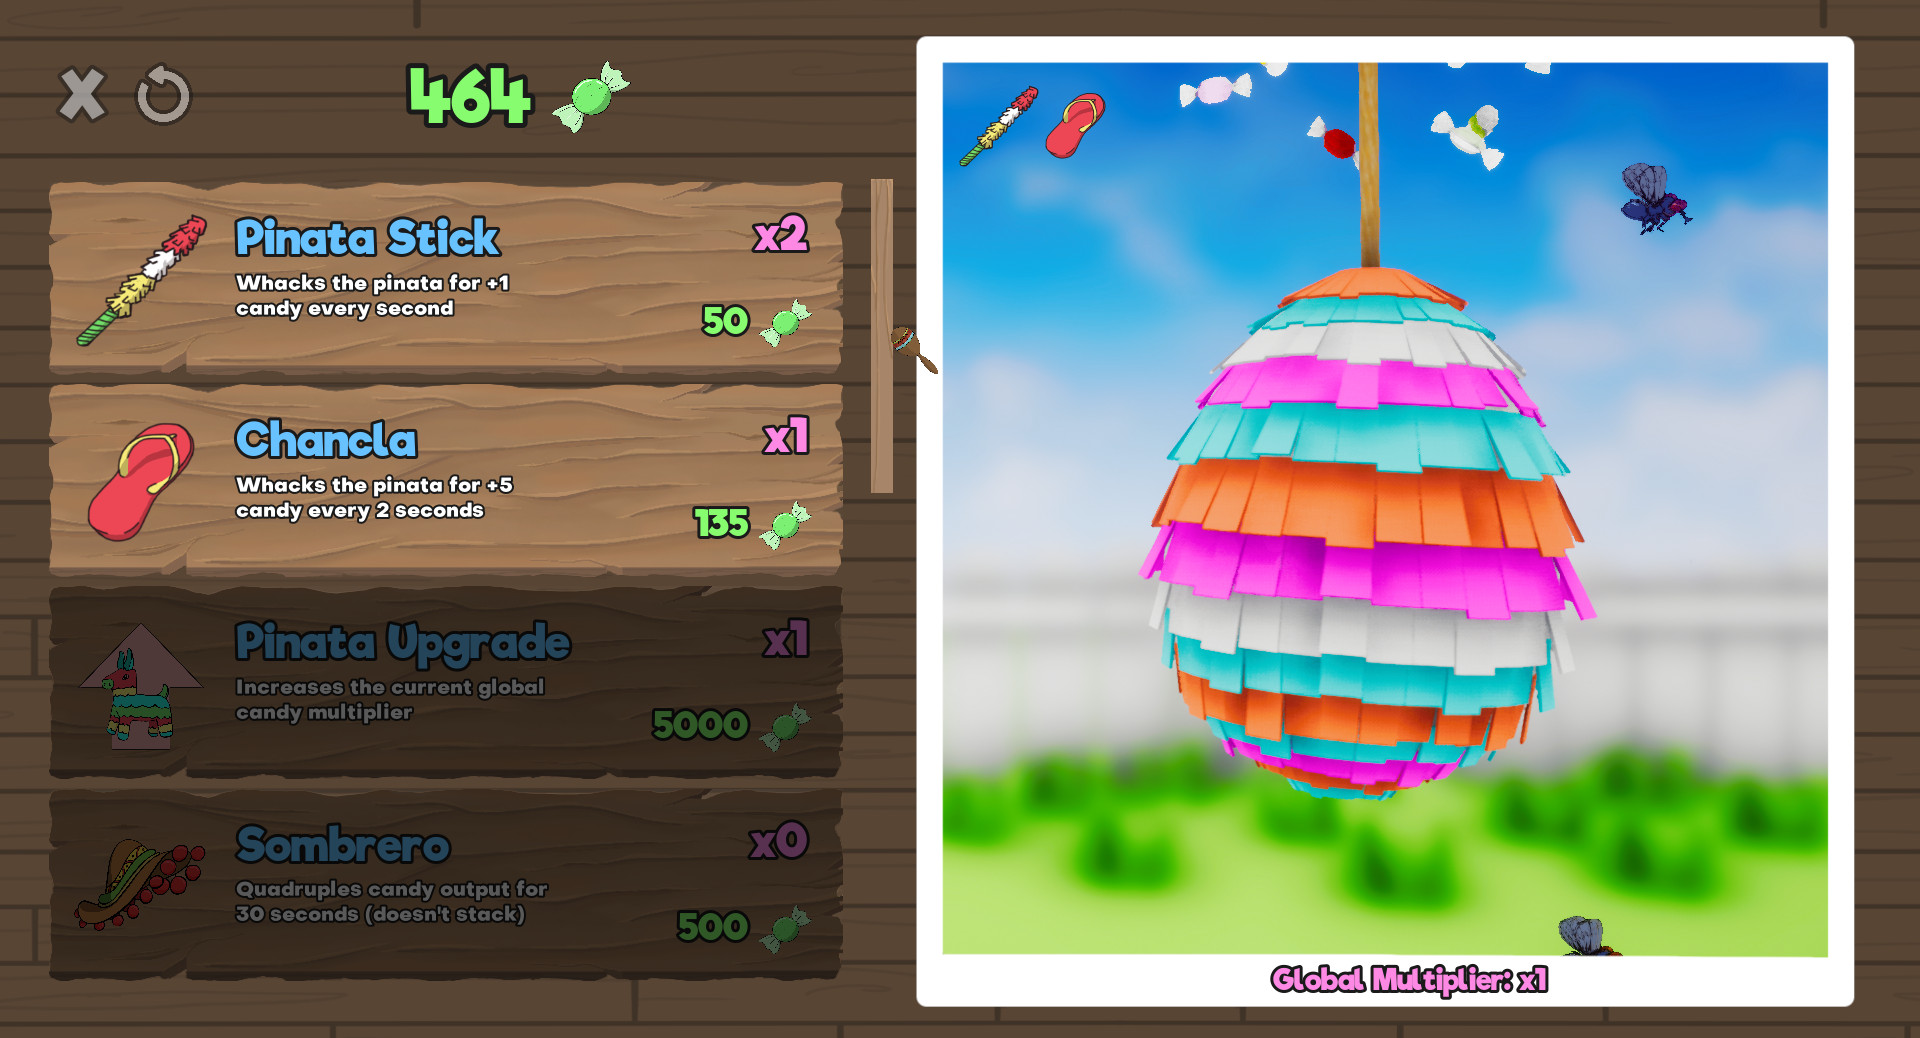 464
Pinata Stick
x2
Whacks the pinata for +1
candy every second
50
Chancla
x1
Whacks the pinata for +5
candy every 2 seconds
135
Pinata Upgrade
x1
Increases the current global
candy multiplier
5000
Sombrero
x0
Quadruples candy output for
30 seconds (doesn't stack)
500
Global Multiplier: x1